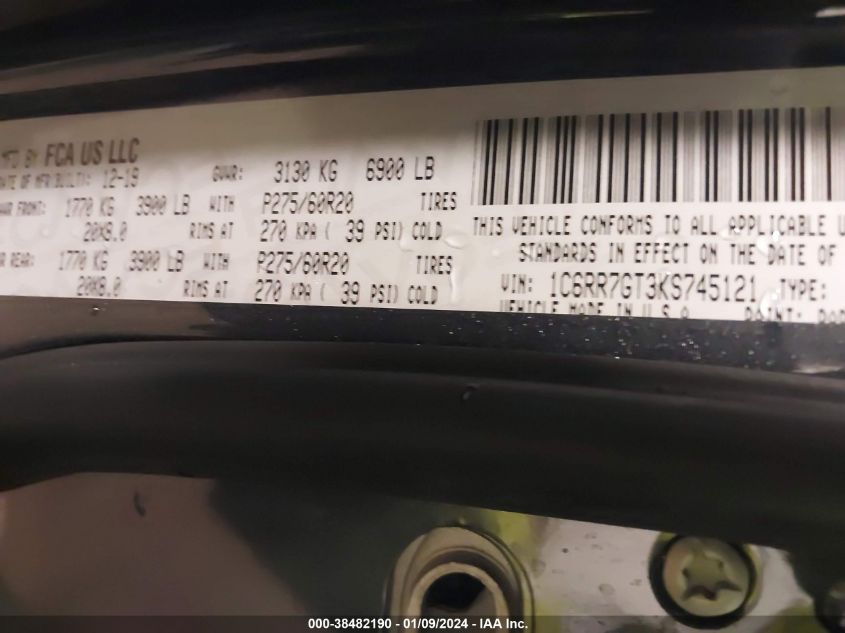 MFD BY FCA US LLC
DATE OF MFR(BUILT): 12-19 GVWR: 3130 KG 6900 LB
FRONT: 1770 KG 3900 LB WITH P275/60R20 TIRES
20X8.0 RIMS AT 270 KPA ( 39 PSI) COLD
REAR: 1770 KG 3900 LB WITH P275/60R20 TIRES
20X8.0 RIMS AT 270 KPA ( 39 PSI) COLD
THIS VEHICLE CONFORMS TO ALL APPLICABLE
STANDARDS IN EFFECT ON THE DATE OF
VIN: 1C6RR7GT3KS745121 TYPE:
VEHICLE MADE IN U.S.A PAINT:
000-38482190 - 01/09/2024 - IAA Inc.